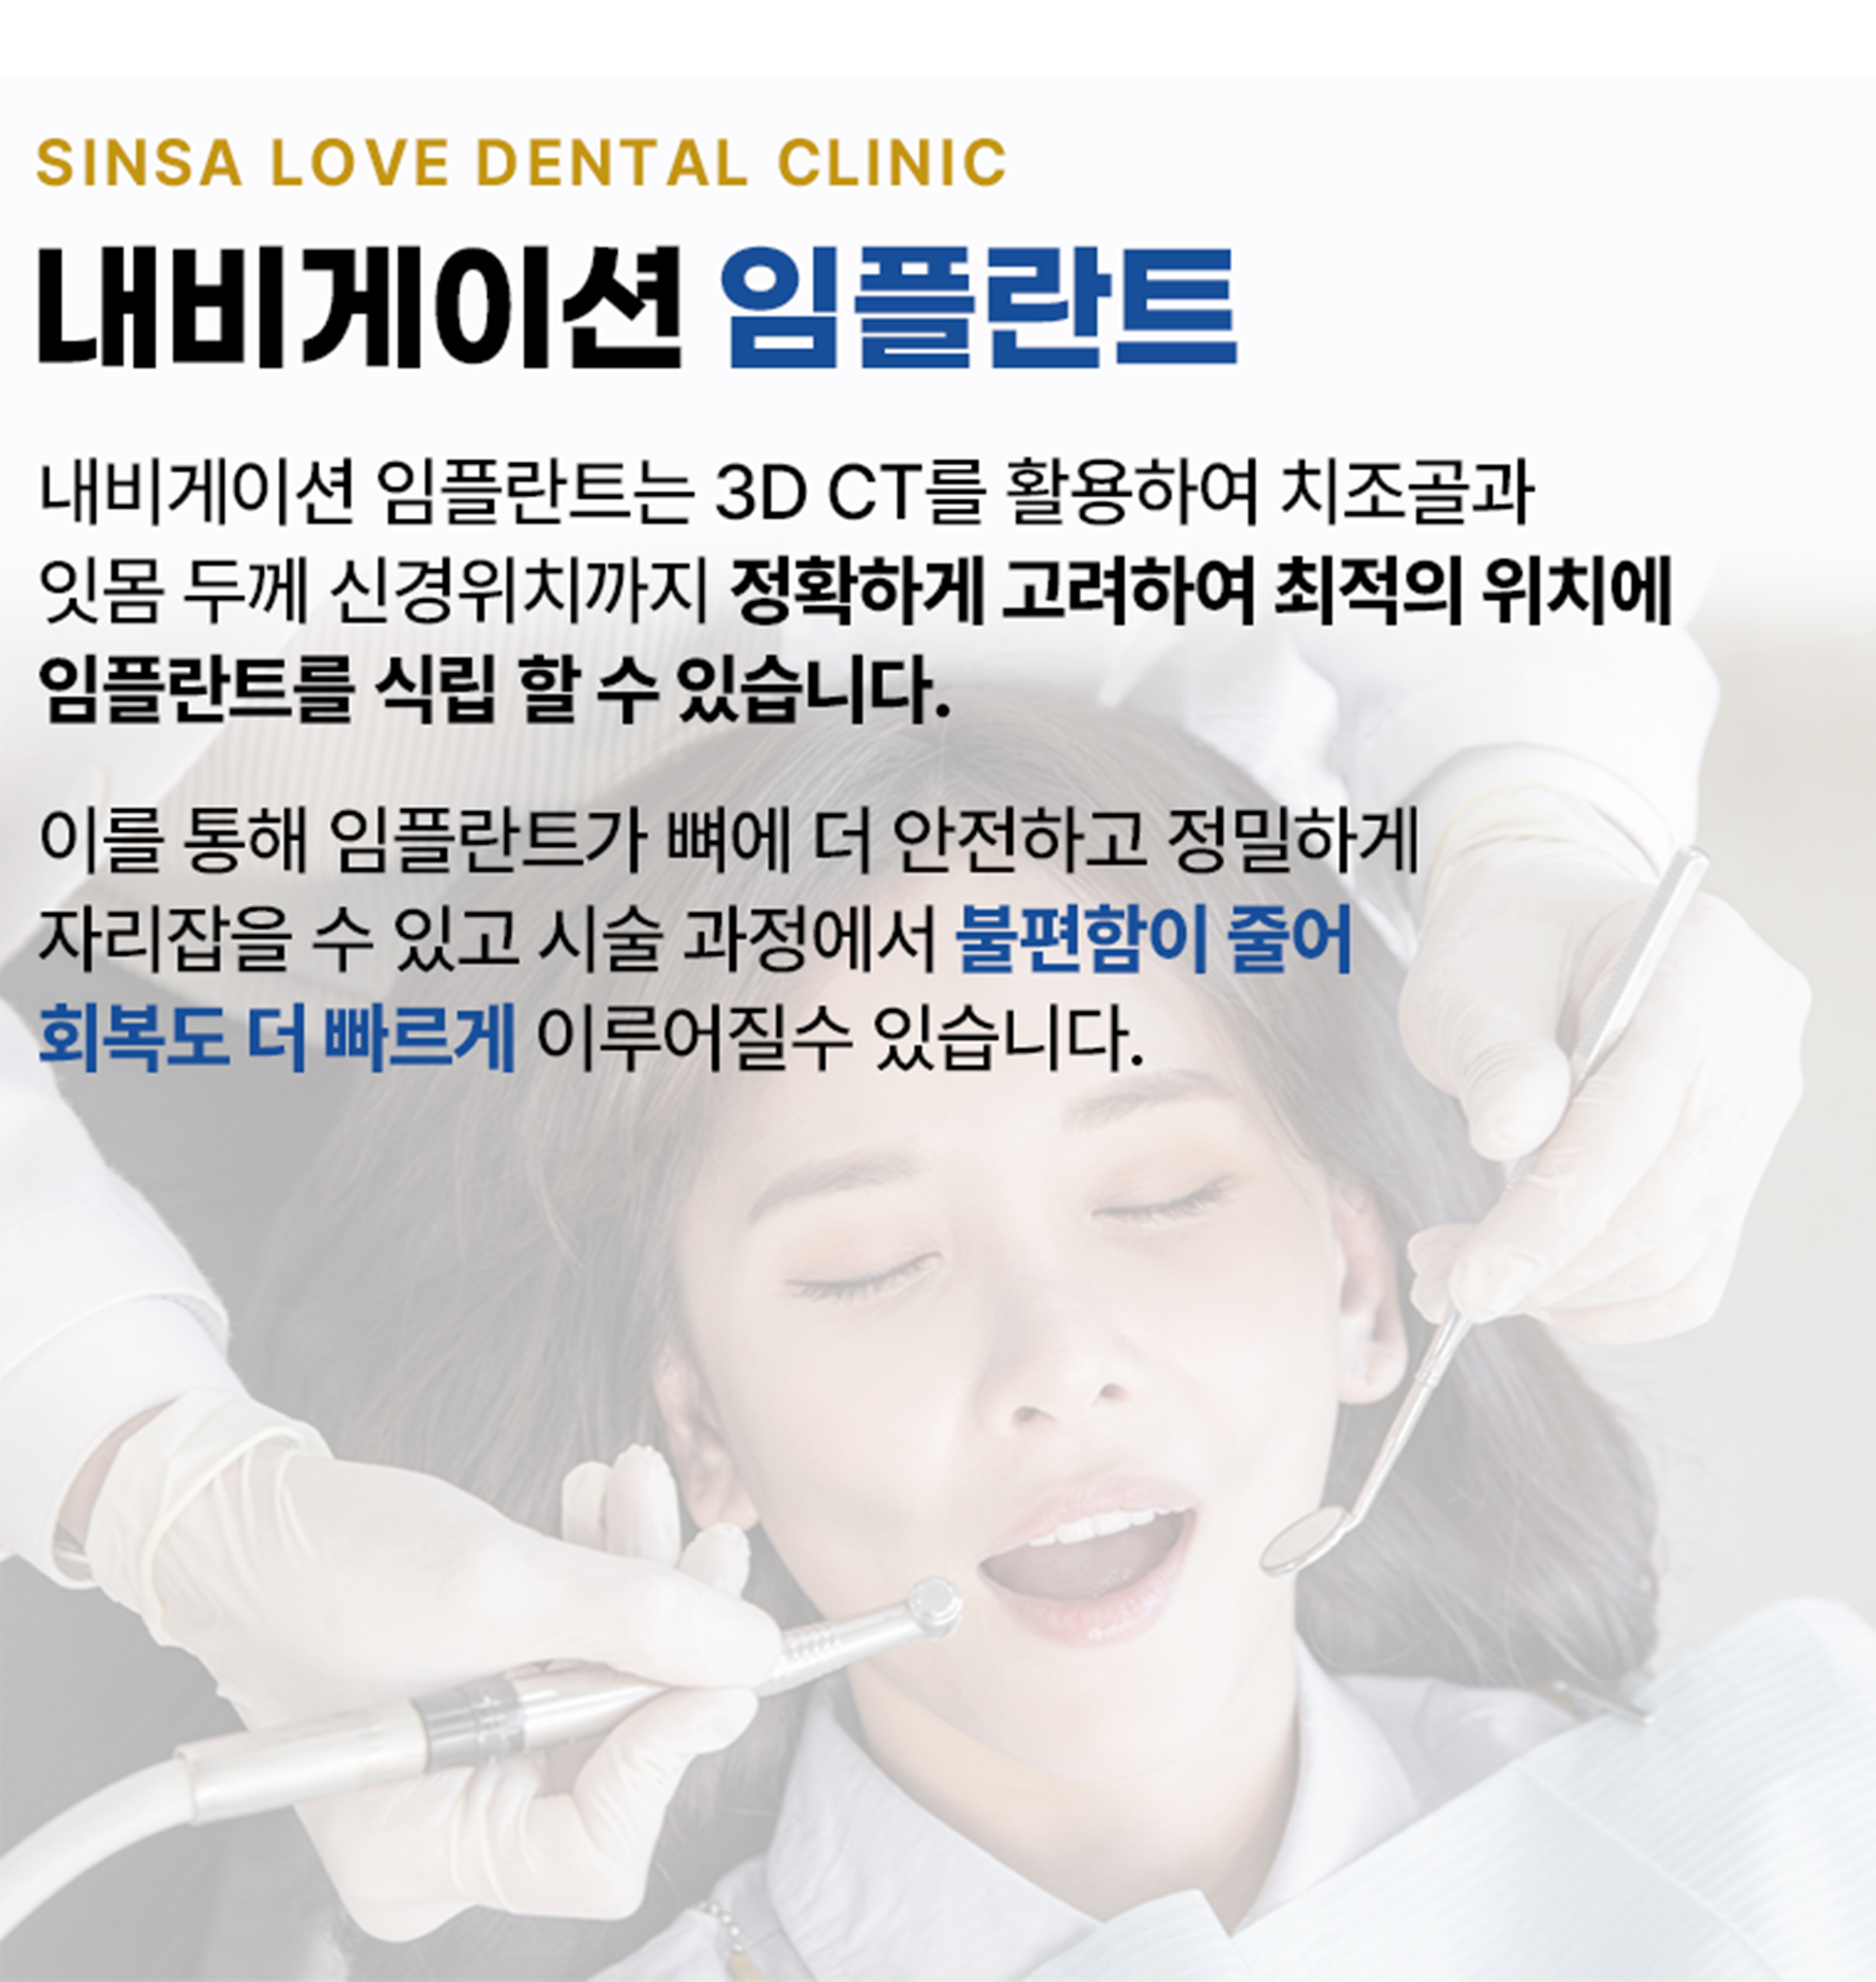 SINSA LOVE DENTAL CLINIC
내비게이션 임플란트
내비게이션 임플란트는 3D CT를 활용하여 치조골과
잇몸 두께 신경위치까지 정확하게 고려하여 최적의 위치에
임플란트를 식립 할 수 있습니다.
이를 통해 임플란트가 뼈에 더 안전하고 정밀하게
자리잡을 수 있고 시술 과정에서 불편함이 줄어
회복도 더 빠르게 이루어질수 있습니다.